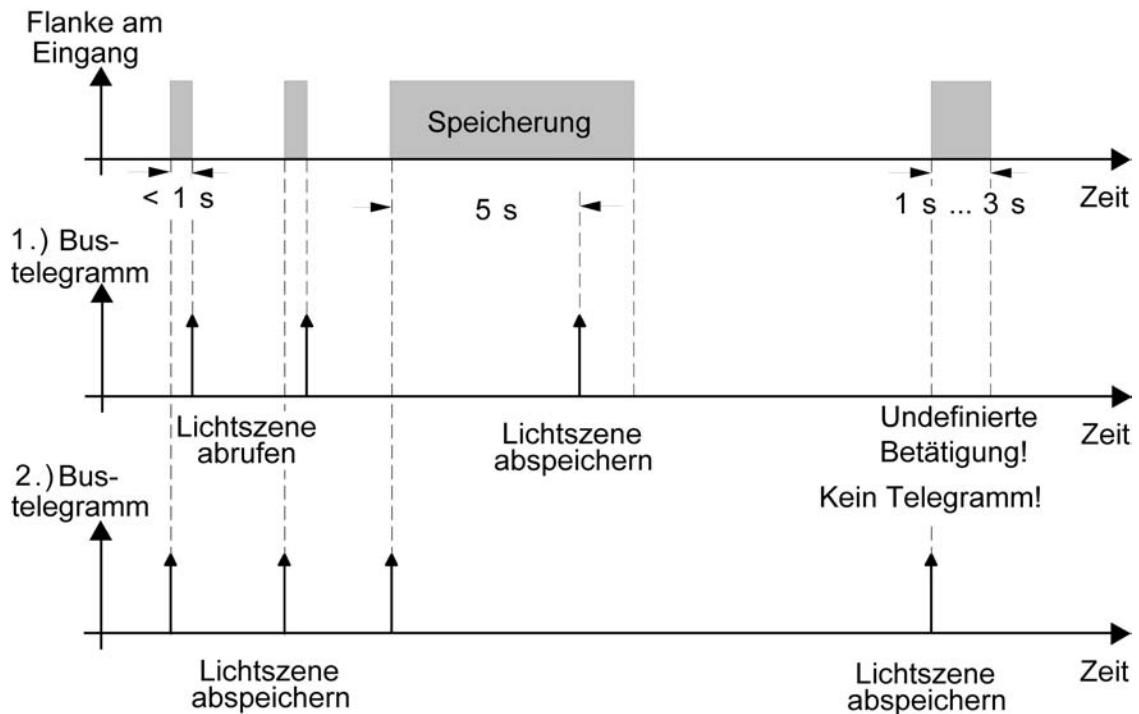 Flanke am
Eingang
Speicherung
< 1 s
5 s
1 s ... 3 s
Zeit
1.) Bus-
telegramm
Lichtszene
abrufen
Lichtszene
abspeichern
Undefinierte
Betätigung!
Kein Telegramm!
Zeit
2.) Bus-
telegramm
Lichtszene
abspeichern
Lichtszene
abspeichern
Zeit